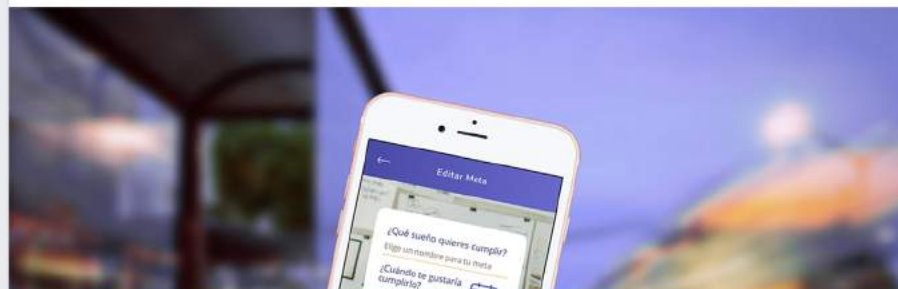 Editar Meta
¿Qué sueño quieres cumplir?
Elige un nombre para tu meta
¿Cuándo te gustaría
cumplirlo?